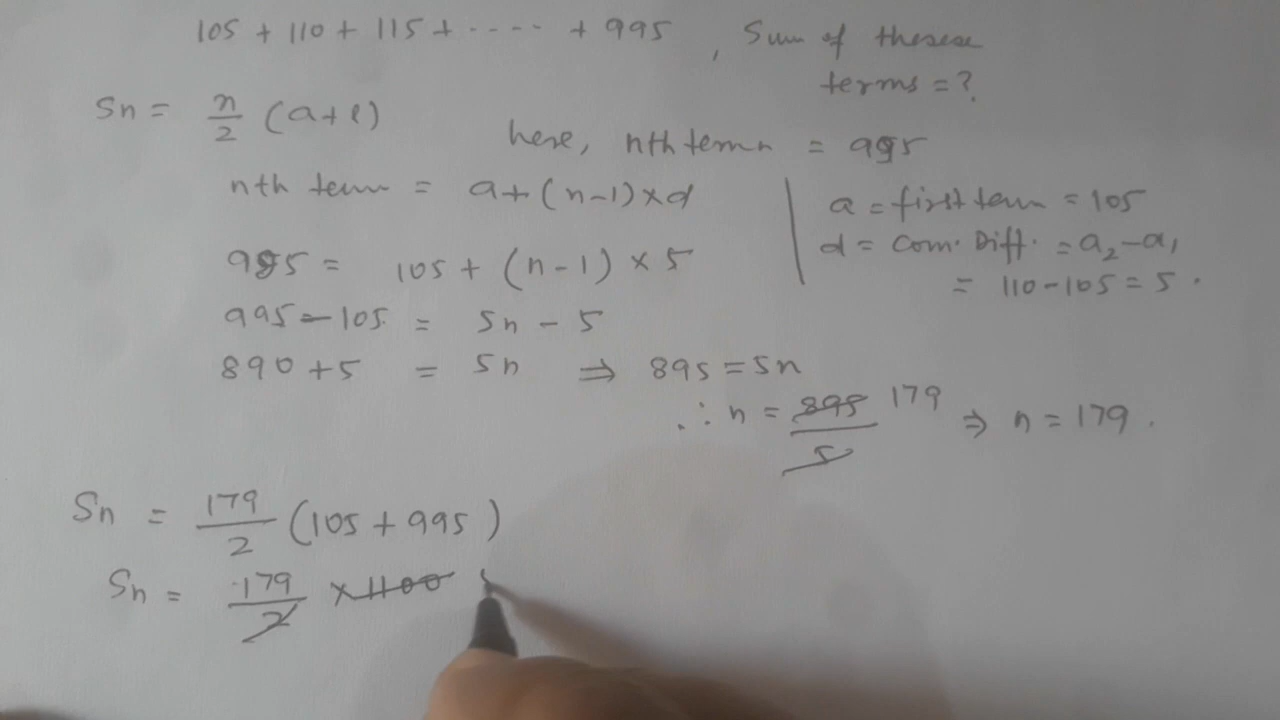 105 + 110 + 115 + ---- + 995 , Sum of these
terms = ?
Sn = n/2 (a+l)
here, nth term = 995
nth term = a+(n-1)×d
a = first term = 105
d = Com. Diff. = a₂-a₁
= 110-105 = 5 .
995 = 105 + (n-1) × 5
995-105 = 5n - 5
890+5 = 5n ⇒ 895 = 5n
∴ n = 895/5 179 ⇒ n = 179 .
Sn = 179/2 (105 + 995)
Sn = 179/2 × 1100